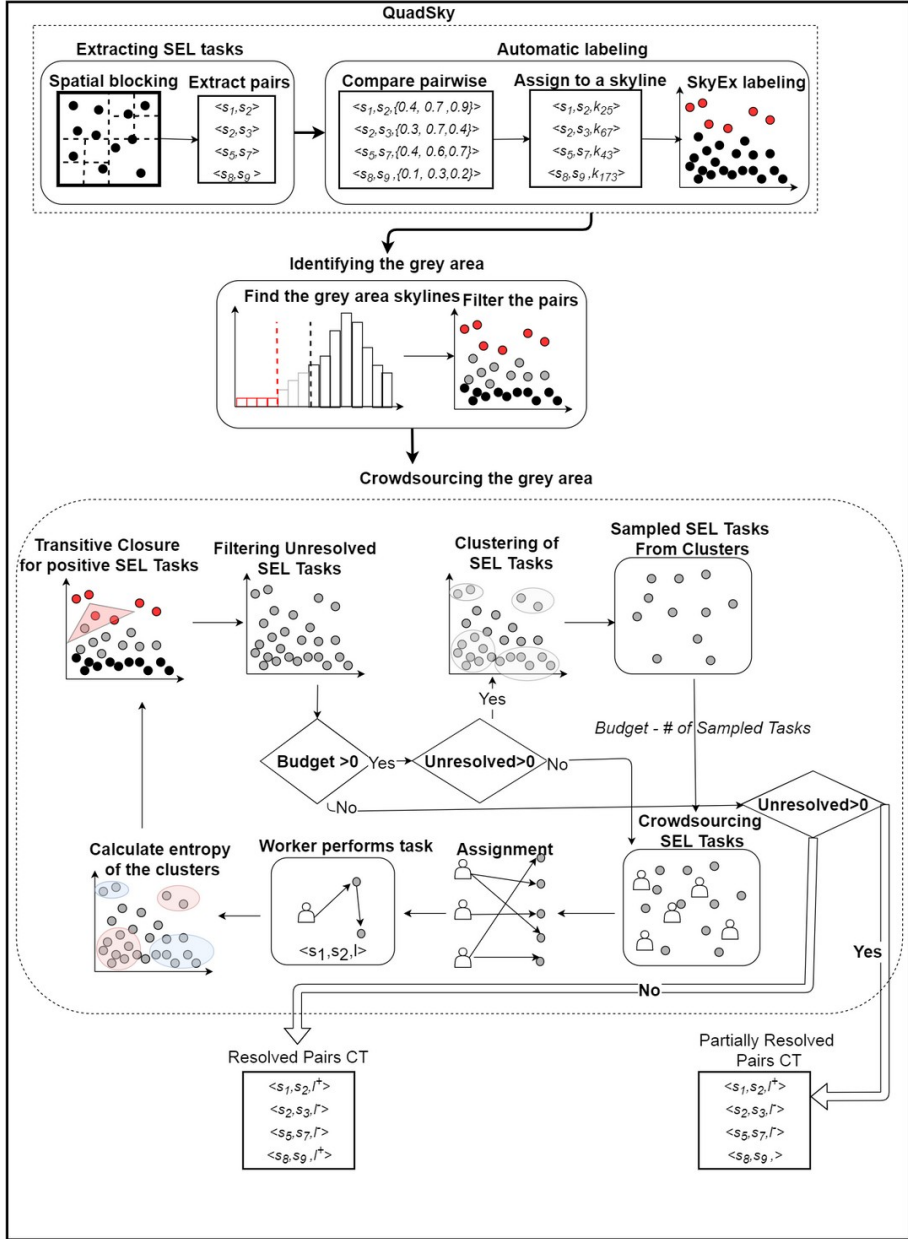 QuadSky
Extracting SEL tasks
Automatic labeling
Spatial blocking
Extract pairs
Compare pairwise
Assign to a skyline
SkyEx labeling
<s1,s2>
<s2,s3>
<s5,s7>
<s8,s9>
<s1,s2,{0.4, 0.7,0.9}>
<s2,s3,{0.3, 0.7,0.4}>
<s5,s7,{0.4, 0.6,0.7}>
<s8,s9,{0.1, 0.3,0.2}>
<s1,s2,k25>
<s2,s3,k67>
<s5,s7,k43>
<s8,s9,k173>
Identifying the grey area
Find the grey area skylines
Filter the pairs
Crowdsourcing the grey area
Transitive Closure
for positive SEL Tasks
Filtering Unresolved
SEL Tasks
Clustering of
SEL Tasks
Sampled SEL Tasks
From Clusters
Yes
Budget - # of Sampled Tasks
Budget >0
Yes
Unresolved>0
No
No
Unresolved>0
Calculate entropy
of the clusters
Worker performs task
<s1,s2,l>
Assignment
Crowdsourcing
SEL Tasks
Yes
No
Resolved Pairs CT
<s1,s2,l+>
<s2,s3,l->
<s5,s7,l->
<s8,s9,l+>
Partially Resolved
Pairs CT
<s1,s2,l+>
<s2,s3,l->
<s5,s7,l->
<s8,s9,>